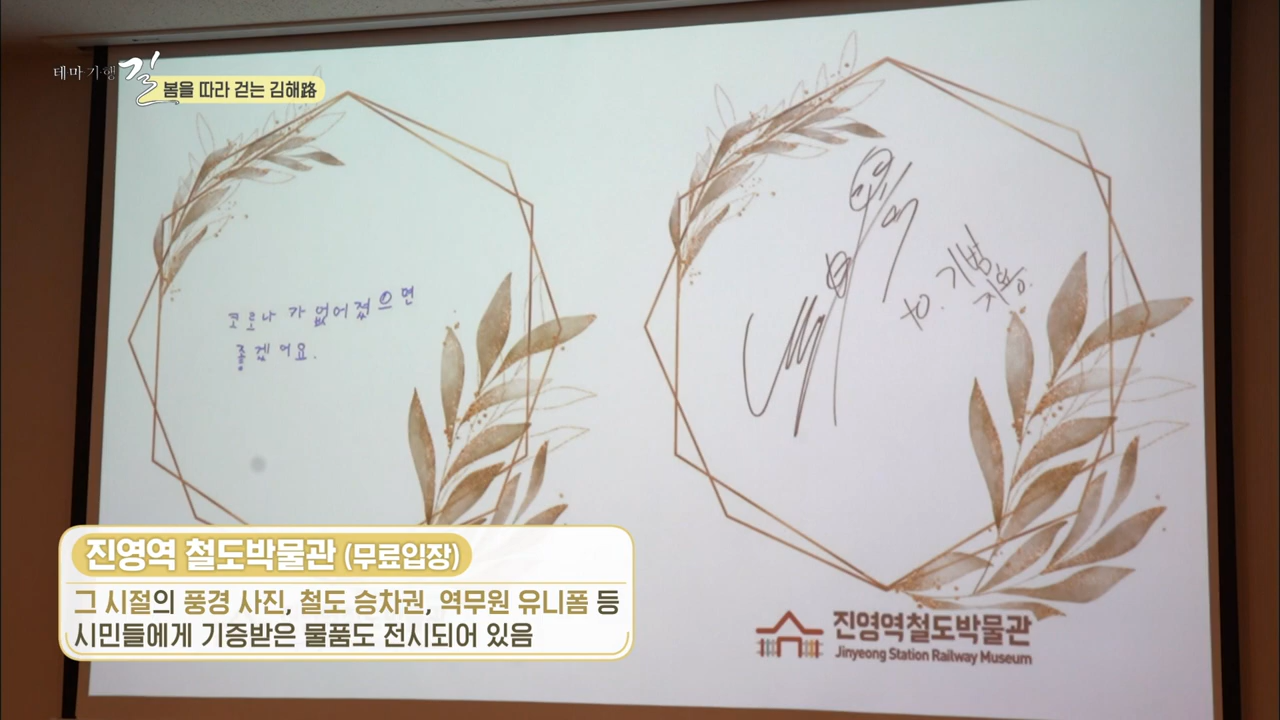 테마기행 길
봄을 따라 걷는 김해路
코로나 가 없어졌으면
좋겠어요.
to. 기범
지뽕.
진영역 철도박물관 (무료입장)
그 시절의 풍경 사진, 철도 승차권, 역무원 유니폼 등
시민들에게 기증받은 물품도 전시되어 있음
진영역철도박물관
Jinyeong Station Railway Museum